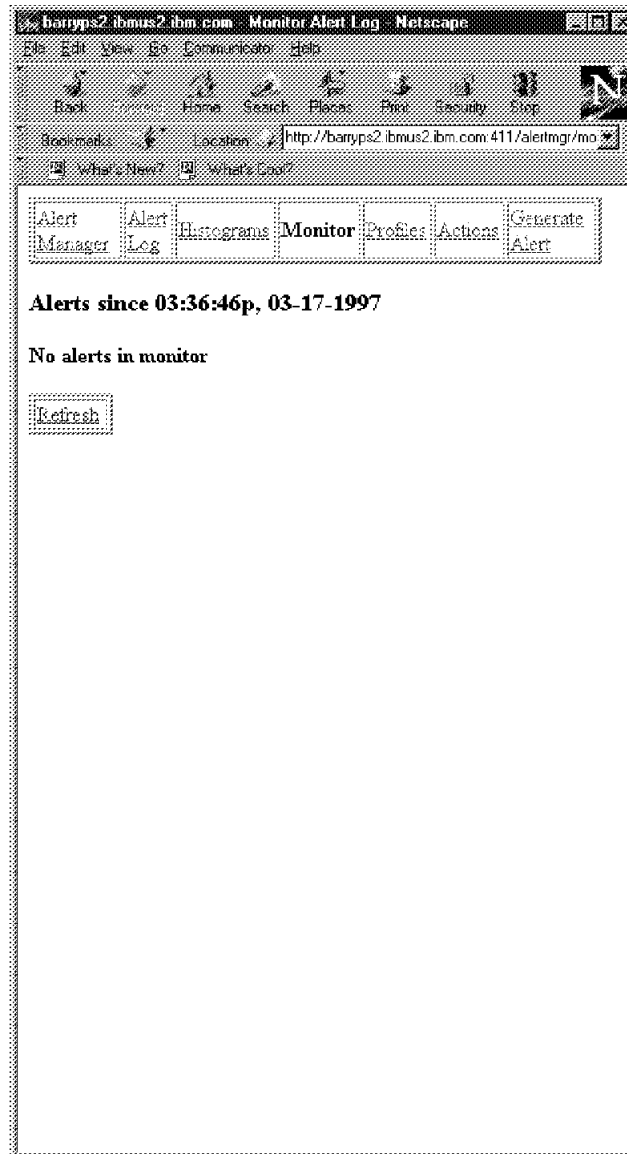 barryps2.ibmus2.ibm.com - Monitor Alert Log - Netscape
File Edit View Go Communicator Help
Back Forward Home Search Places Print Security Stop
N
Bookmarks Location http://barryps2.ibmus2.ibm.com:411/alertmgr/mo
What's New? What's Cool?
Alert Manager Alert Log Histograms Monitor Profiles Actions Generate Alert
Alerts since 03:36:46p, 03-17-1997
No alerts in monitor
Refresh